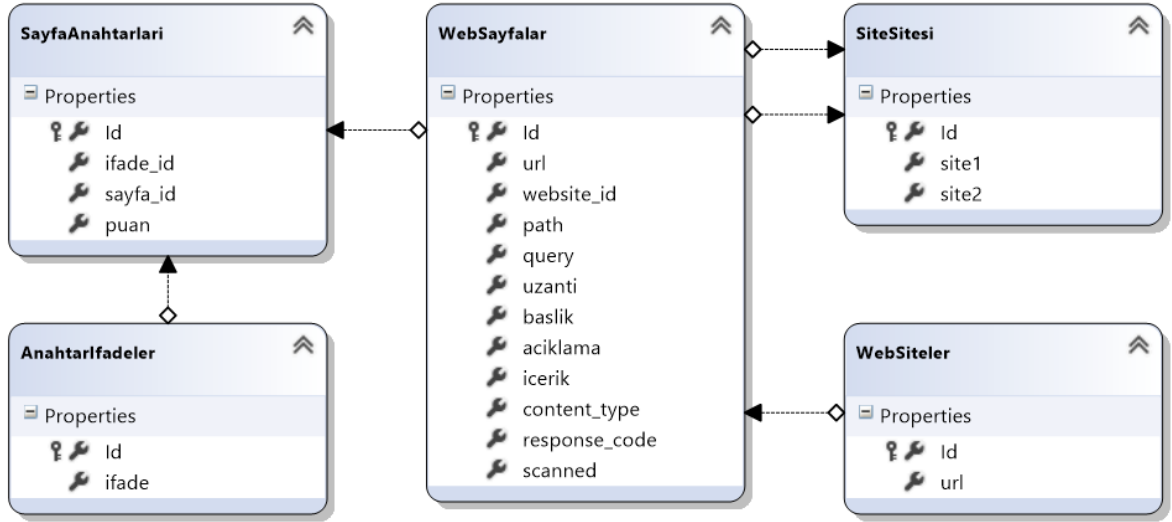 SayfaAnahtarlari
Properties
Id
ifade_id
sayfa_id
puan
AnahtarIfadeler
Properties
Id
ifade
WebSayfalar
Properties
Id
url
website_id
path
query
uzanti
baslik
aciklama
icerik
content_type
response_code
scanned
SiteSitesi
Properties
Id
site1
site2
WebSiteler
Properties
Id
url